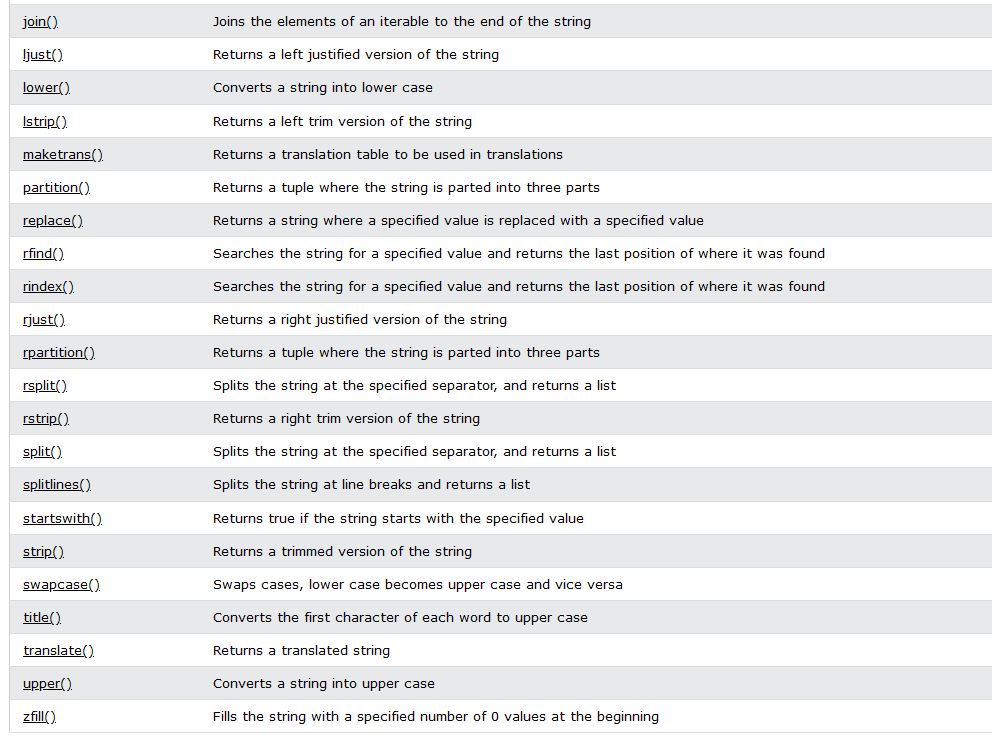 join() Joins the elements of an iterable to the end of the string
ljust() Returns a left justified version of the string
lower() Converts a string into lower case
lstrip() Returns a left trim version of the string
maketrans() Returns a translation table to be used in translations
partition() Returns a tuple where the string is parted into three parts
replace() Returns a string where a specified value is replaced with a specified value
rfind() Searches the string for a specified value and returns the last position of where it was found
rindex() Searches the string for a specified value and returns the last position of where it was found
rjust() Returns a right justified version of the string
rpartition() Returns a tuple where the string is parted into three parts
rsplit() Splits the string at the specified separator, and returns a list
rstrip() Returns a right trim version of the string
split() Splits the string at the specified separator, and returns a list
splitlines() Splits the string at line breaks and returns a list
startswith() Returns true if the string starts with the specified value
strip() Returns a trimmed version of the string
swapcase() Swaps cases, lower case becomes upper case and vice versa
title() Converts the first character of each word to upper case
translate() Returns a translated string
upper() Converts a string into upper case
zfill() Fills the string with a specified number of 0 values at the beginning